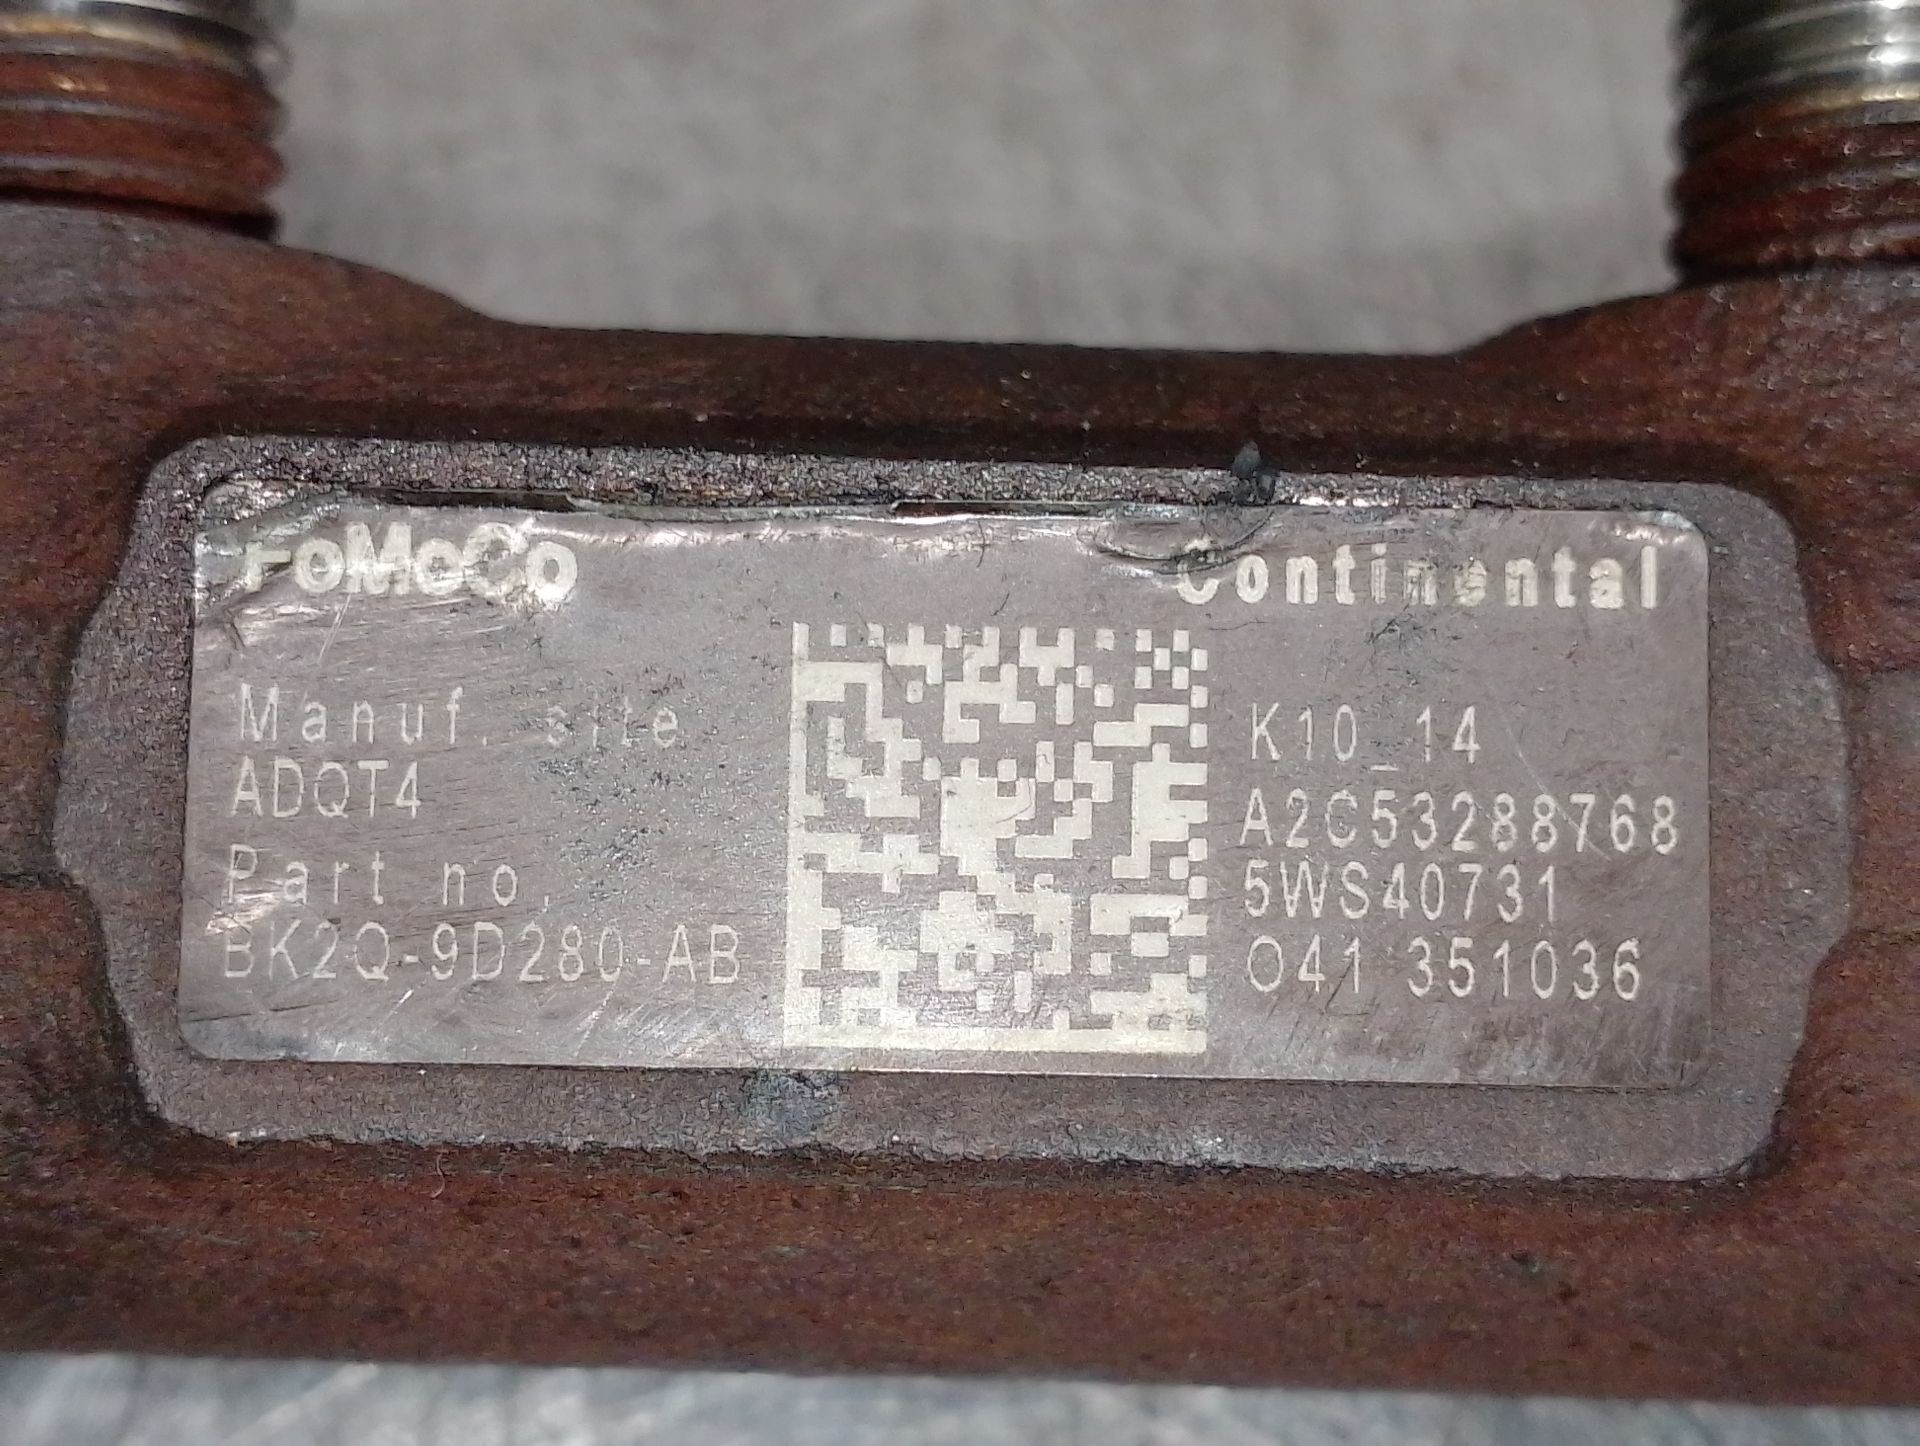 FoMoCo
Continental
Manuf. site
ADQT4
Part no.
BK2Q-9D280-AB
K10_14
A2C53288768
5WS40731
041 351036